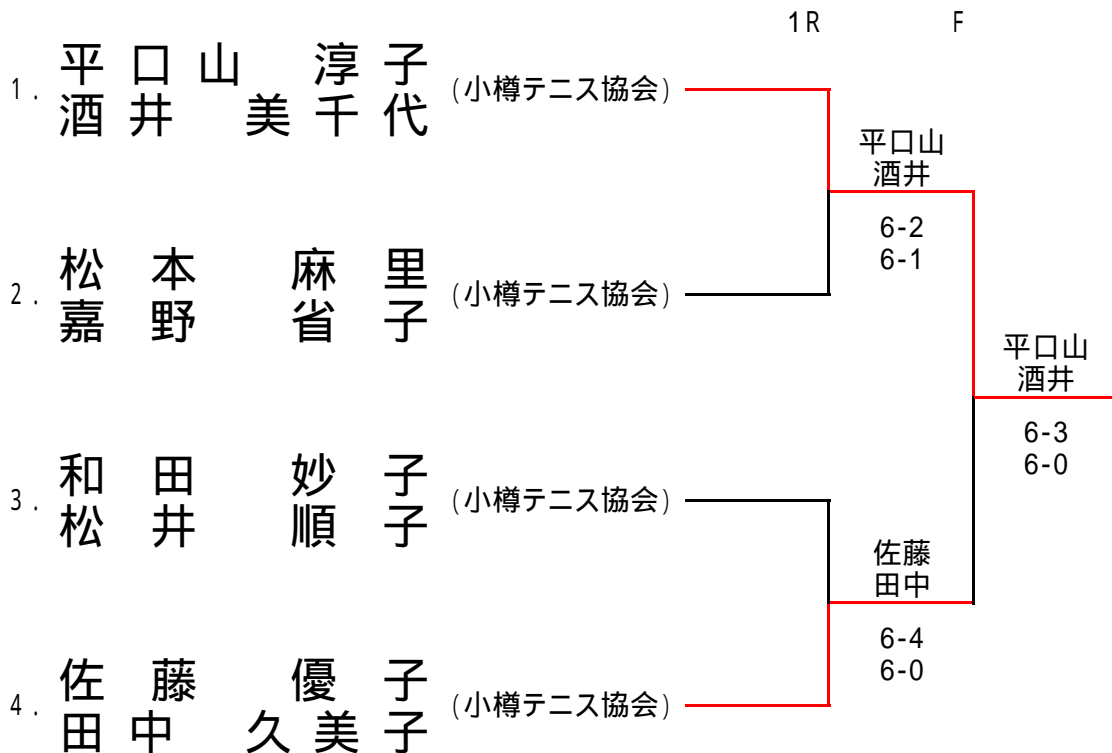 1R F
1. 平口山 淳子
酒井 美千代
(小樽テニス協会)
平口山
酒井
6-2
6-1
2. 松本 麻里
嘉野 省子
(小樽テニス協会)
平口山
酒井
6-3
6-0
3. 和田 妙子
松井 順子
(小樽テニス協会)
佐藤
田中
6-4
6-0
4. 佐藤 優子
田中 久美子
(小樽テニス協会)